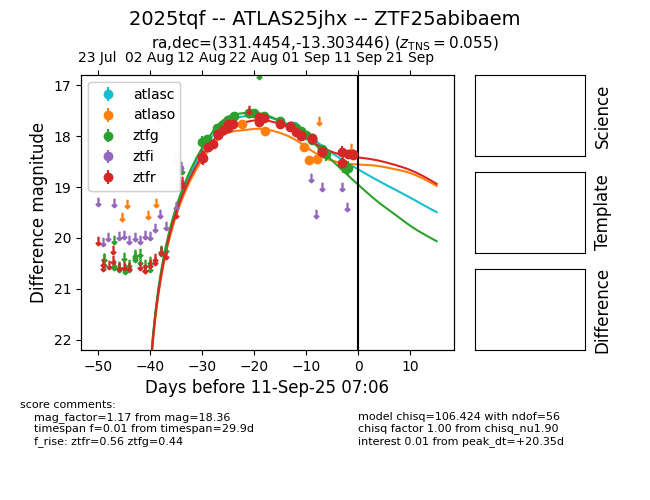 2025tqf -- ATLAS25jhx -- ZTF25abibaem
ra,dec=(331.4454,-13.303446) (z_TNS = 0.055)
23 Jul 02 Aug 12 Aug 22 Aug 01 Sep 11 Sep 21 Sep
17
18
19
20
21
22
Difference magnitude
atlasc
atlaso
ztfg
ztfi
ztfr
−50 −40 −30 −20 −10 0 10
Days before 11-Sep-25 07:06
Science
Template
Difference
score comments:
mag_factor=1.17 from mag=18.36
timespan f=0.01 from timespan=29.9d
f_rise: ztfr=0.56 ztfg=0.44
model chisq=106.424 with ndof=56
chisq factor 1.00 from chisq_nu1.90
interest 0.01 from peak_dt=+20.35d